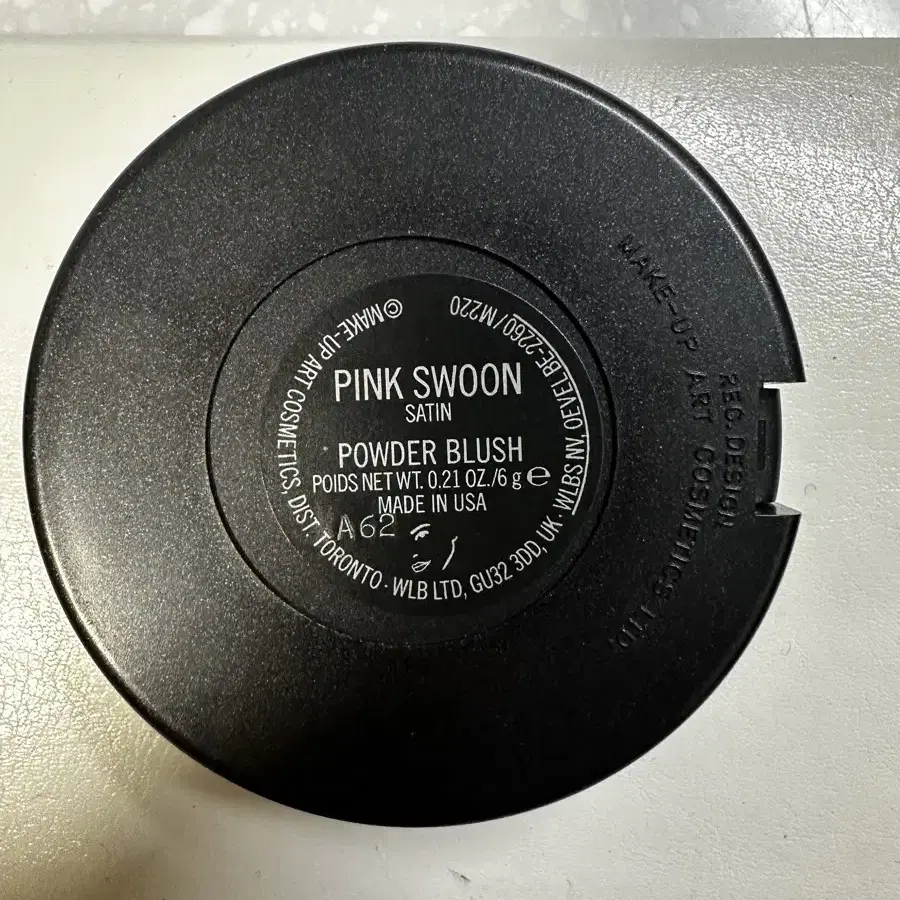 PINK SWOON
SATIN
POWDER BLUSH
POIDS NET WT. 0.21 OZ./6 g e
MADE IN USA
A62
©MAKE-UP ART COSMETICS, DIST. TORONTO · WLB LTD, GU32 3DD, UK · WLBS NV, OEVEL BE-2260 / M220
MAKE-UP ART COSMETICS LTD.
REG. DESIGN